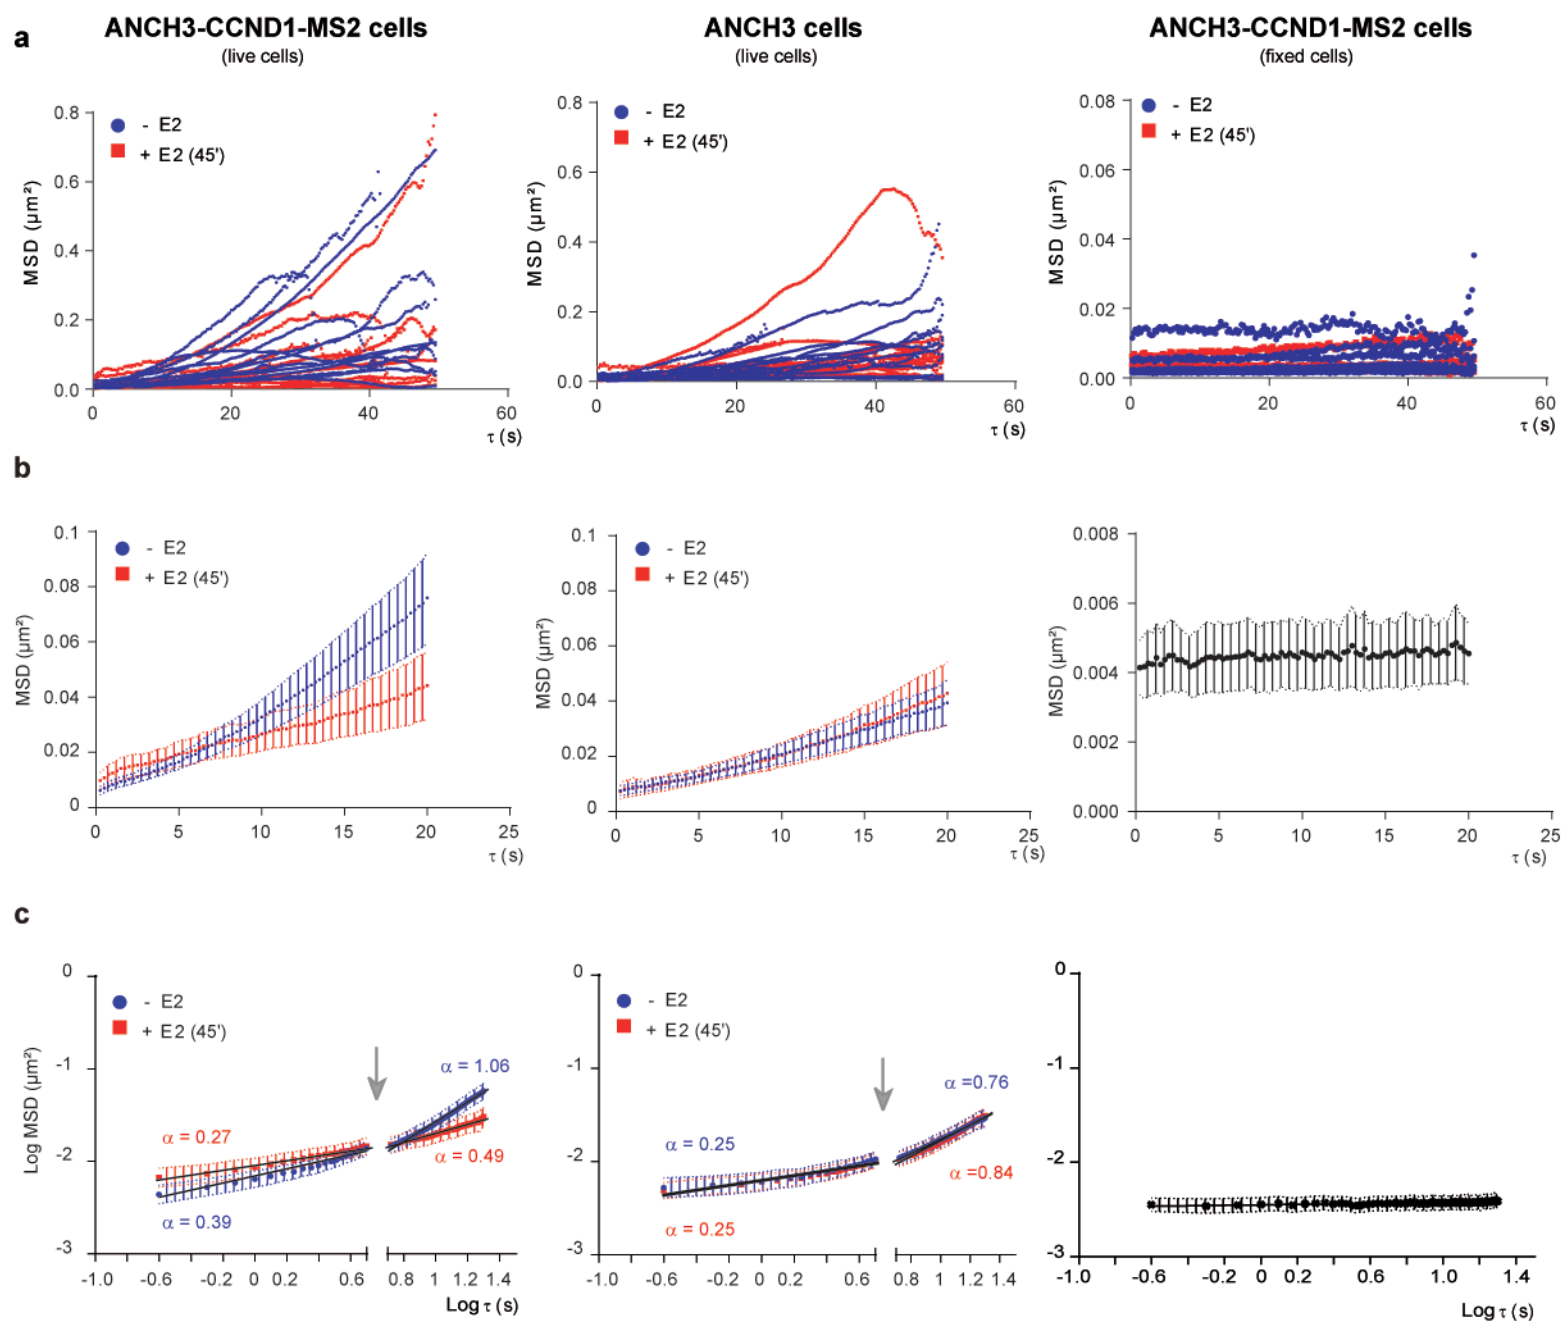 a
ANCH3-CCND1-MS2 cells
(live cells)
ANCH3 cells
(live cells)
ANCH3-CCND1-MS2 cells
(fixed cells)
MSD (µm²)
0.8
0.6
0.4
0.2
0.0
- E2
+ E2 (45')
0 20 40 60
τ (s)
MSD (µm²)
0.8
0.6
0.4
0.2
0.0
- E2
+ E2 (45')
0 20 40 60
τ (s)
MSD (µm²)
0.08
0.06
0.04
0.02
0.00
- E2
+ E2 (45')
0 20 40 60
τ (s)
b
MSD (µm²)
0.1
0.08
0.06
0.04
0.02
0
- E2
+ E2 (45')
0 5 10 15 20 25
τ (s)
MSD (µm²)
0.1
0.08
0.06
0.04
0.02
0
- E2
+ E2 (45')
0 5 10 15 20 25
τ (s)
MSD (µm²)
0.008
0.006
0.004
0.002
0.000
0 5 10 15 20 25
τ (s)
c
Log MSD (µm²)
0
-1
-2
-3
- E2
+ E2 (45')
α = 1.06
α = 0.27
α = 0.49
α = 0.39
-1.0 -0.6 -0.2 0 0.2 0.6 0.8 1.0 1.4
Log τ (s)
0
-1
-2
-3
- E2
+ E2 (45')
α =0.76
α = 0.25
α =0.84
α = 0.25
-1.0 -0.6 -0.2 0 0.2 0.6 0.8 1.0 1.2 1.4
0
-1
-2
-3
-1.0 -0.6 -0.2 0 0.2 0.6 1.0 1.4
Log τ (s)